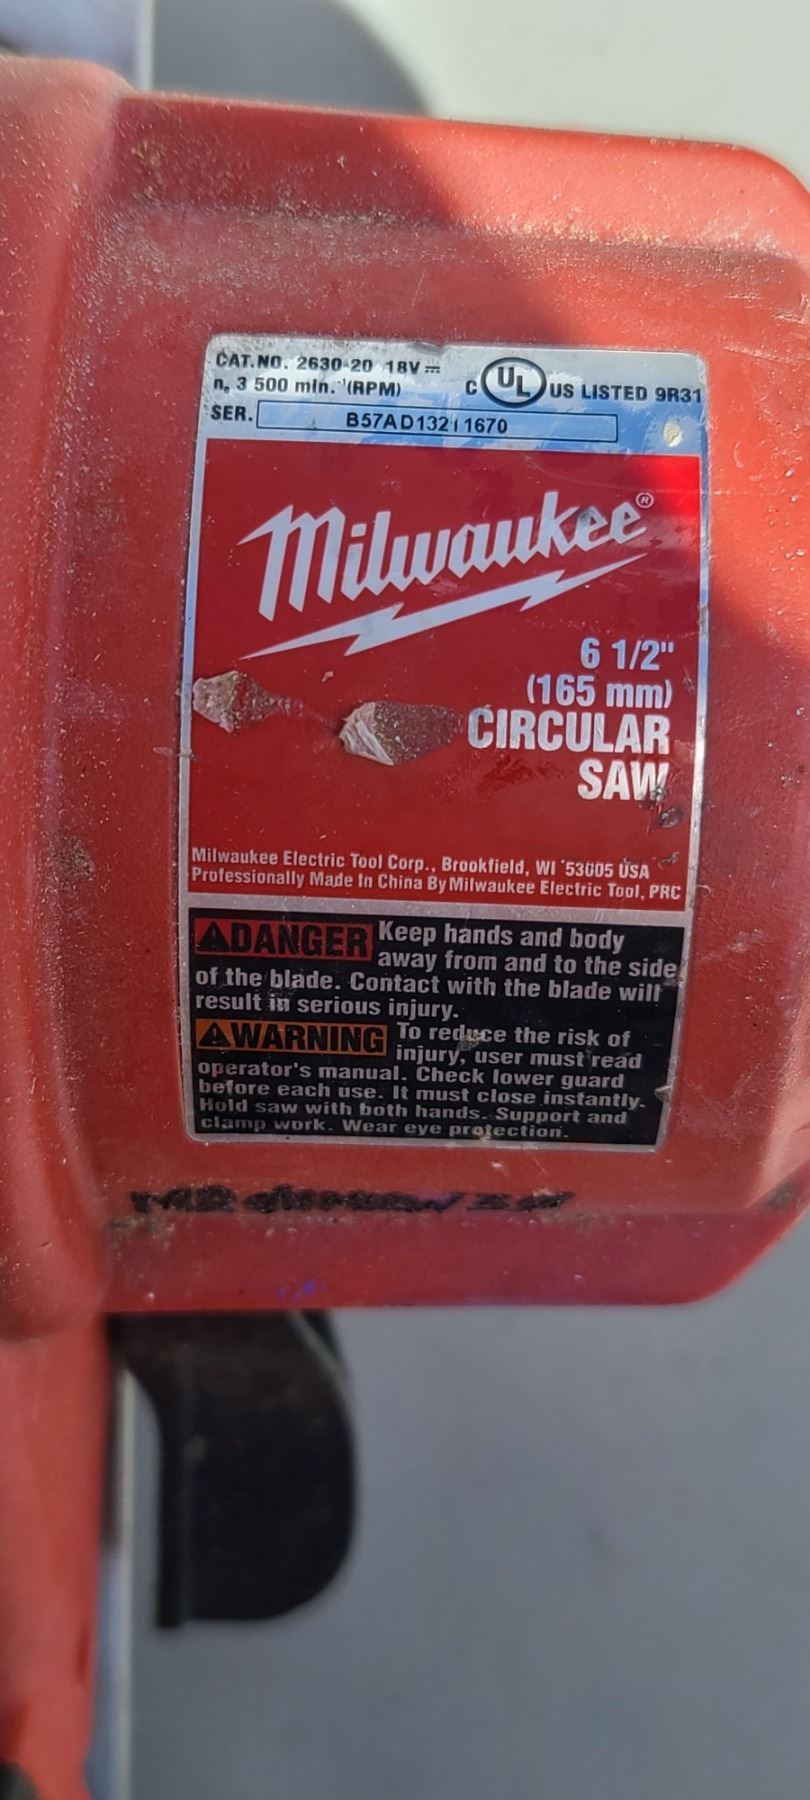 CAT.NO. 2630-20 18V
n₀ 3 500 min.⁻¹ (RPM)
C UL US LISTED 9R31
SER. B57AD13211670
Milwaukee®
6 1/2"
(165 mm)
CIRCULAR
SAW
Milwaukee Electric Tool Corp., Brookfield, WI 53005 USA
Professionally Made In China By Milwaukee Electric Tool, PRC
DANGER Keep hands and body
away from and to the side
of the blade. Contact with the blade will
result in serious injury.
WARNING To reduce the risk of
injury, user must read
operator's manual. Check lower guard
before each use. It must close instantly.
Hold saw with both hands. Support and
clamp work. Wear eye protection.